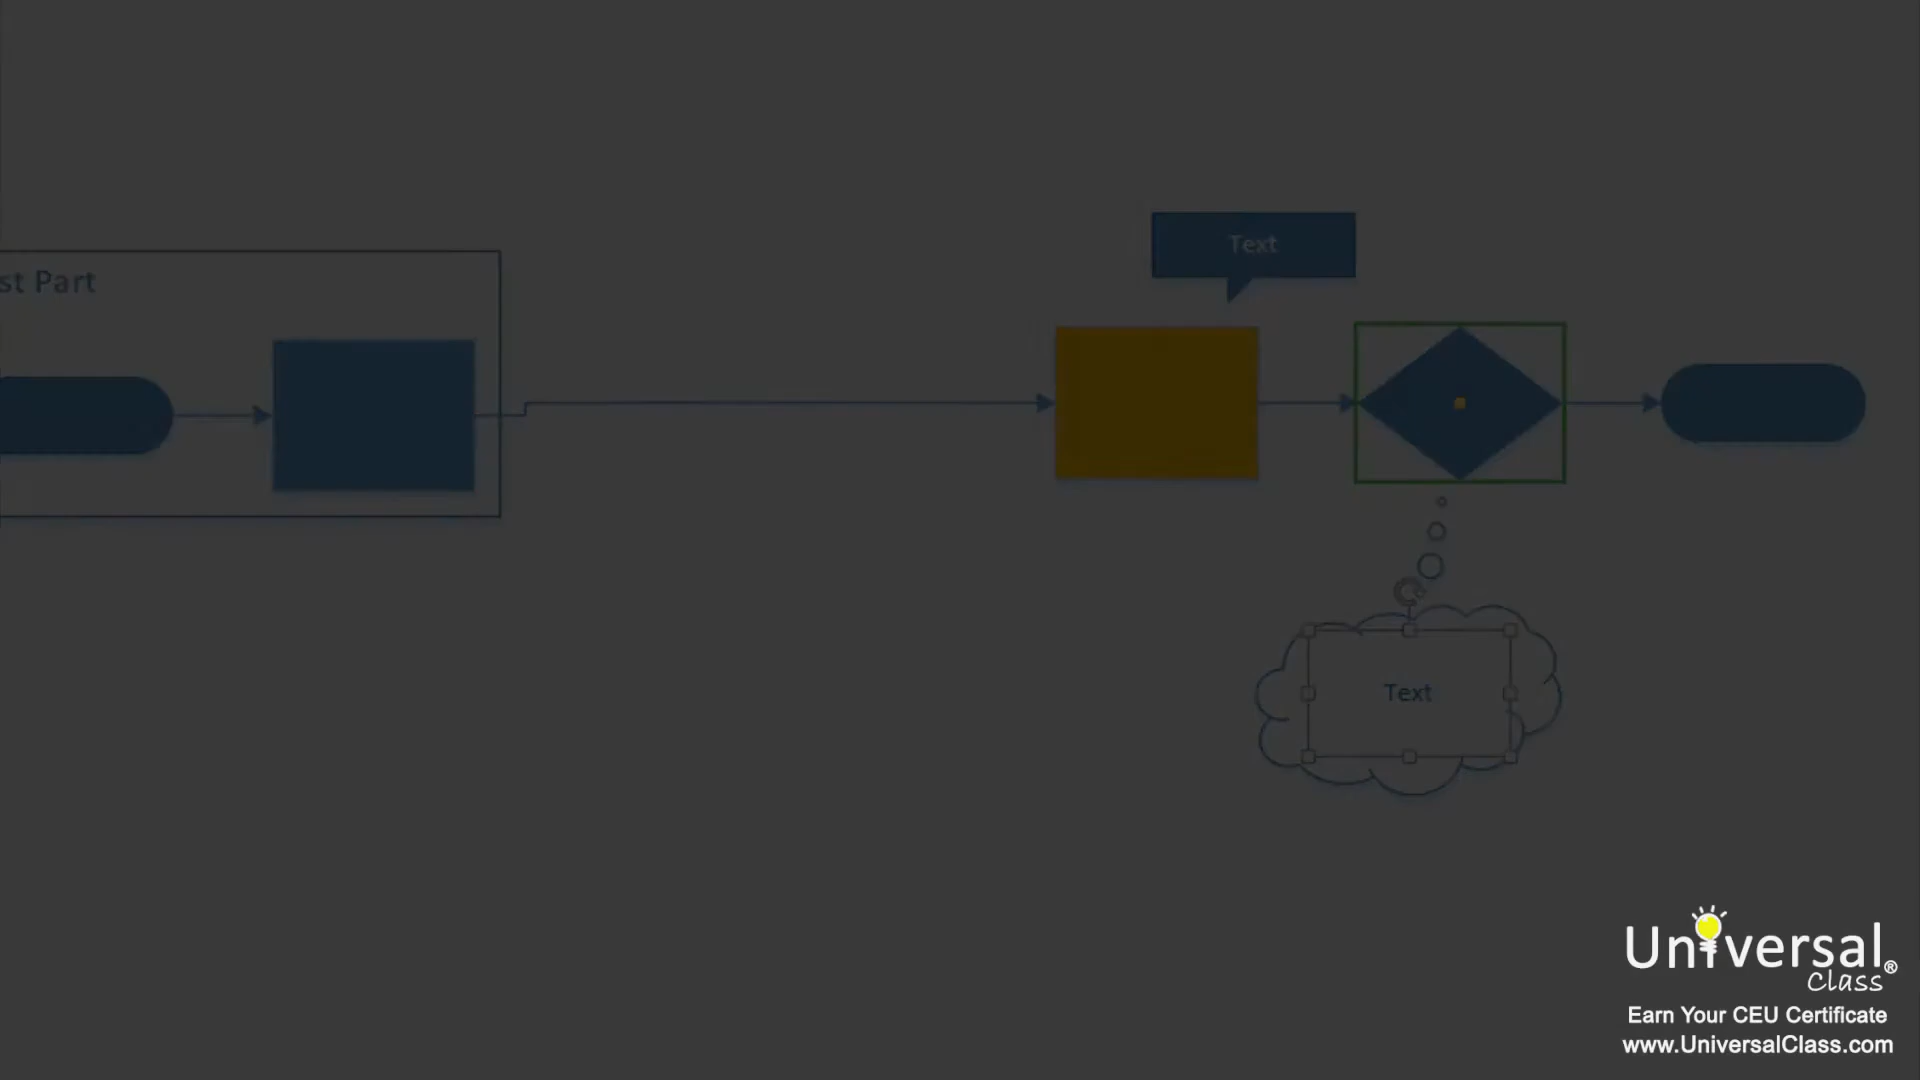 Text
st Part
Text
Universal®
Class
Earn Your CEU Certificate
www.UniversalClass.com